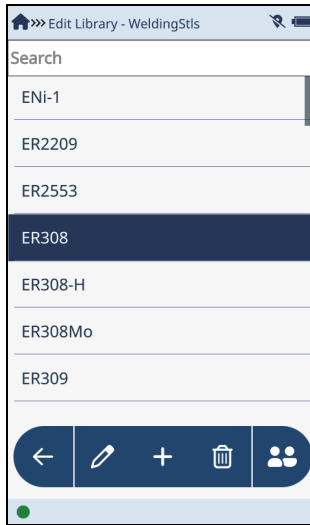 »» Edit Library - WeldingStls
Search
ENi-1
ER2209
ER2553
ER308
ER308-H
ER308Mo
ER309